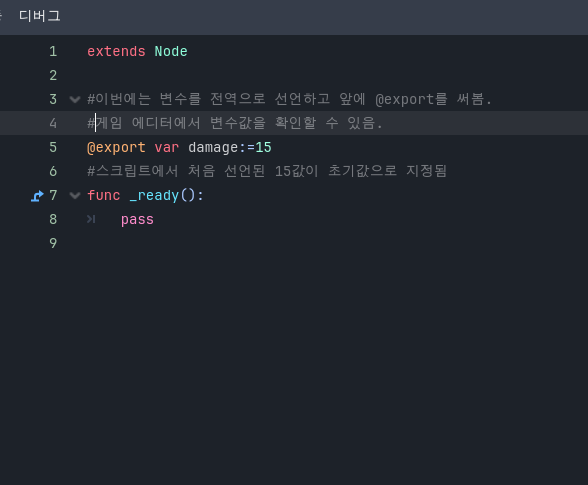 디버그
1 extends Node
2
3 #이번에는 변수를 전역으로 선언하고 앞에 @export를 써봄.
4 #게임 에디터에서 변수값을 확인할 수 있음.
5 @export var damage:=15
6 #스크립트에서 처음 선언된 15값이 초기값으로 지정됨
7 func _ready():
8 pass
9